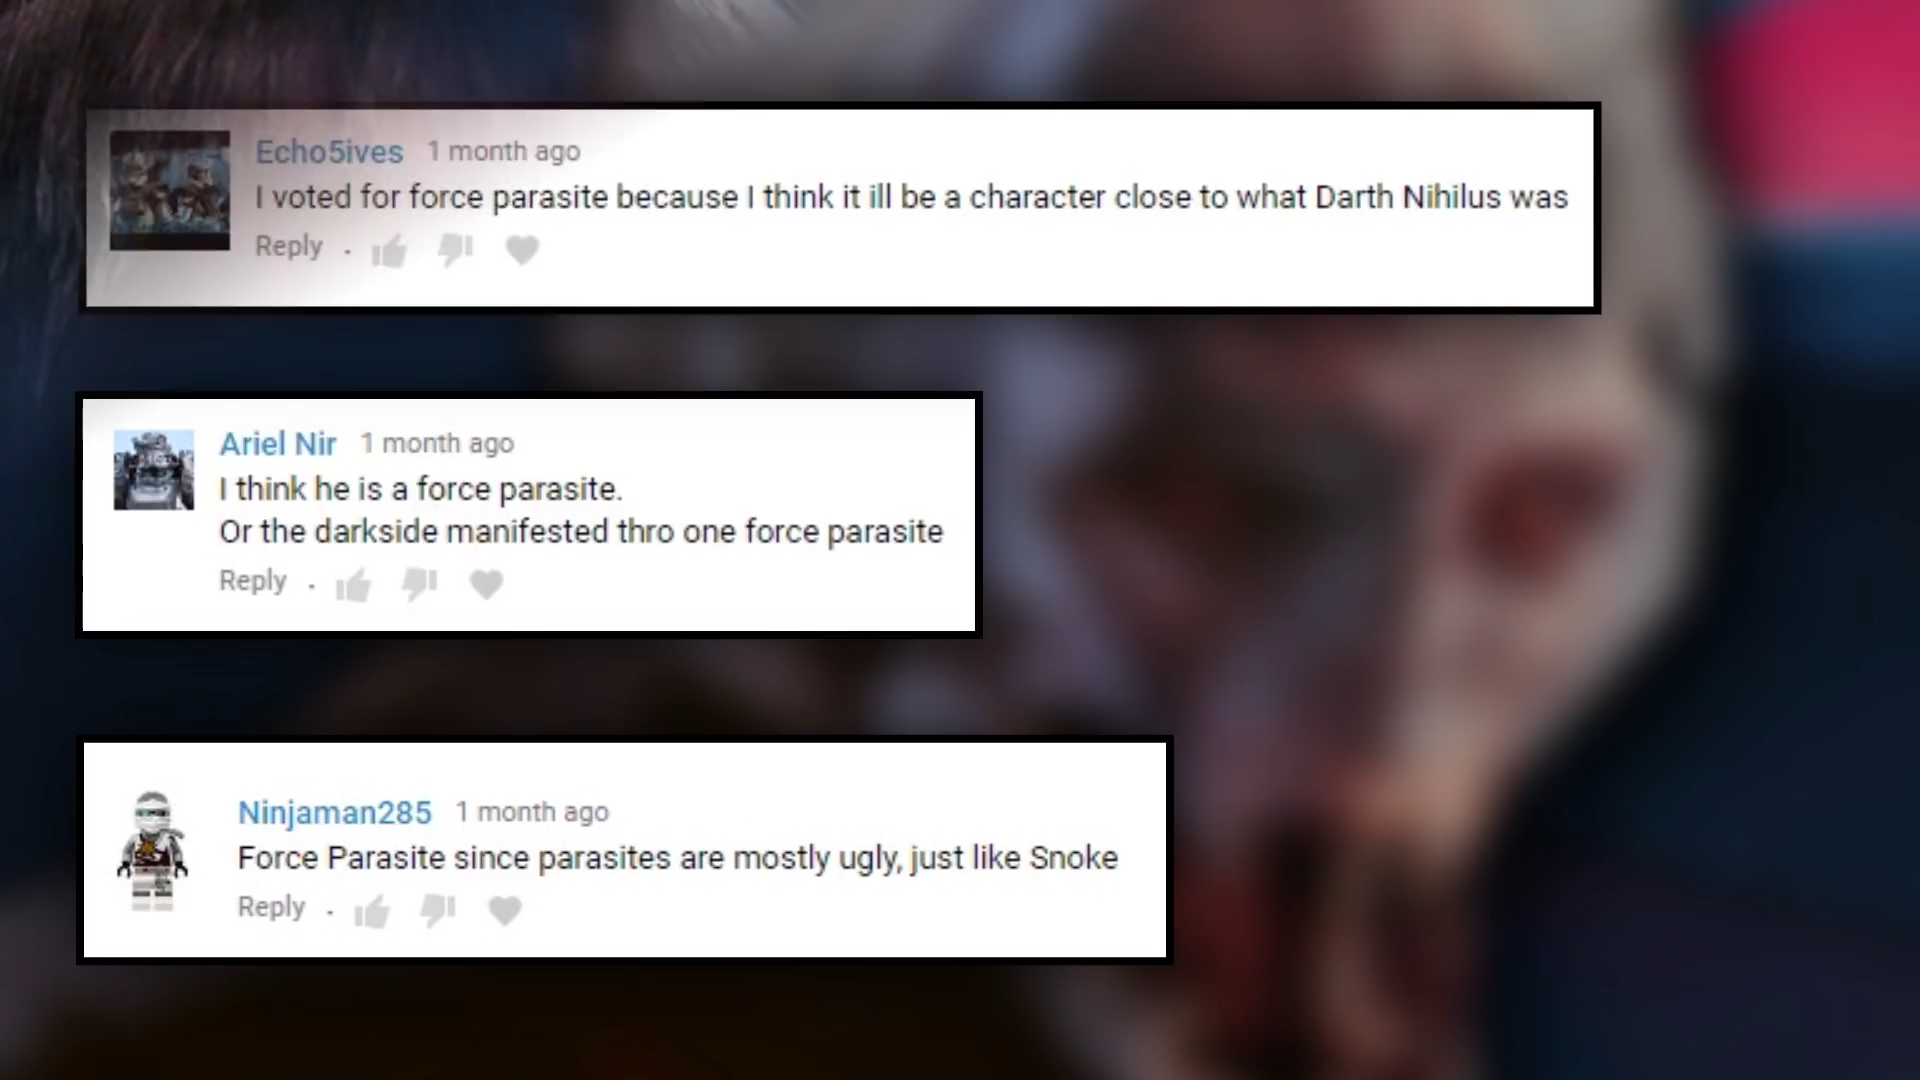 Echo5ives 1 month ago
I voted for force parasite because I think it ill be a character close to what Darth Nihilus was
Reply .
Ariel Nir 1 month ago
I think he is a force parasite.
Or the darkside manifested thro one force parasite
Reply .
Ninjaman285 1 month ago
Force Parasite since parasites are mostly ugly, just like Snoke
Reply .